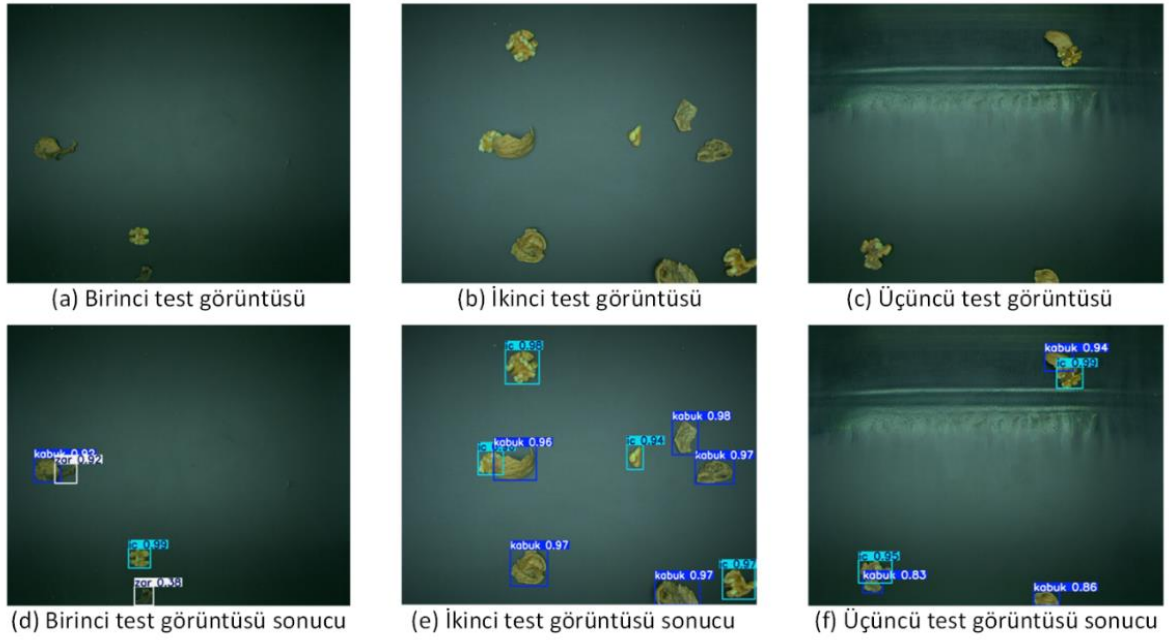 (a) Birinci test görüntüsü
(b) İkinci test görüntüsü
(c) Üçüncü test görüntüsü
kabuk 0.93
zar 0.92
ic 0.99
zar 0.38
ic 0.98
kabuk 0.98
kabuk 0.96
ic
ic 0.94
kabuk 0.97
kabuk 0.97
kabuk 0.97
ic 0.97
kabuk 0.94
ic 0.99
ic 0.95
kabuk 0.83
kabuk 0.86
(d) Birinci test görüntüsü sonucu
(e) İkinci test görüntüsü sonucu
(f) Üçüncü test görüntüsü sonucu